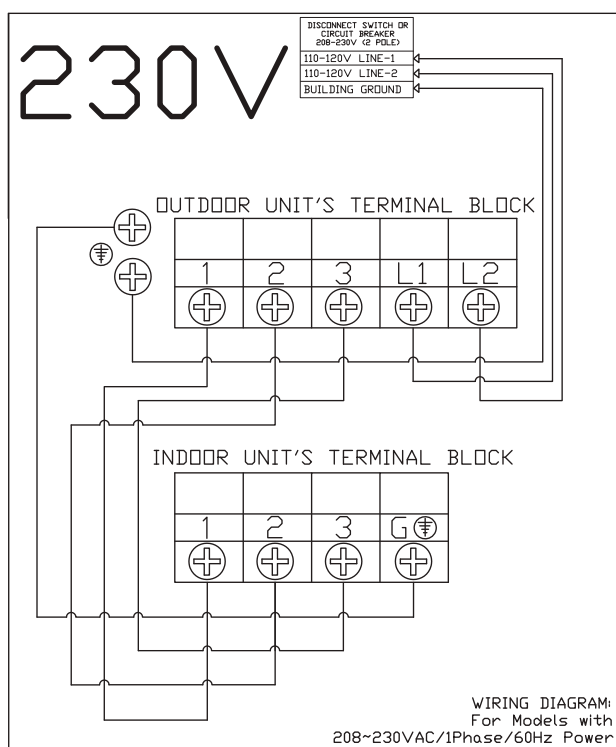 230V
DISCONNECT SWITCH OR
CIRCUIT BREAKER
208-230V (2 POLE)
110-120V LINE-1
110-120V LINE-2
BUILDING GROUND
OUTDOOR UNIT'S TERMINAL BLOCK
1 2 3 L1 L2
INDOOR UNIT'S TERMINAL BLOCK
1 2 3 G
WIRING DIAGRAM:
For Models with
208~230VAC/1Phase/60Hz Power